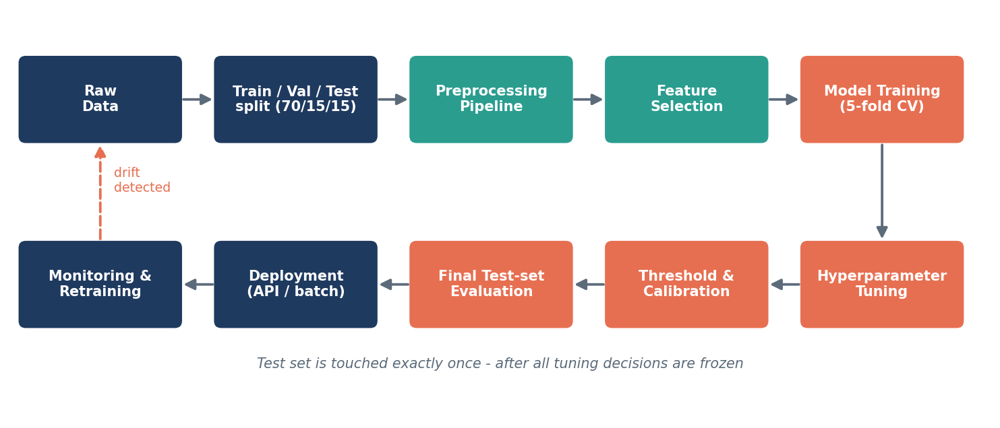 Raw
Data
Train / Val / Test
split (70/15/15)
Preprocessing
Pipeline
Feature
Selection
Model Training
(5-fold CV)
drift
detected
Monitoring &
Retraining
Deployment
(API / batch)
Final Test-set
Evaluation
Threshold &
Calibration
Hyperparameter
Tuning
Test set is touched exactly once - after all tuning decisions are frozen